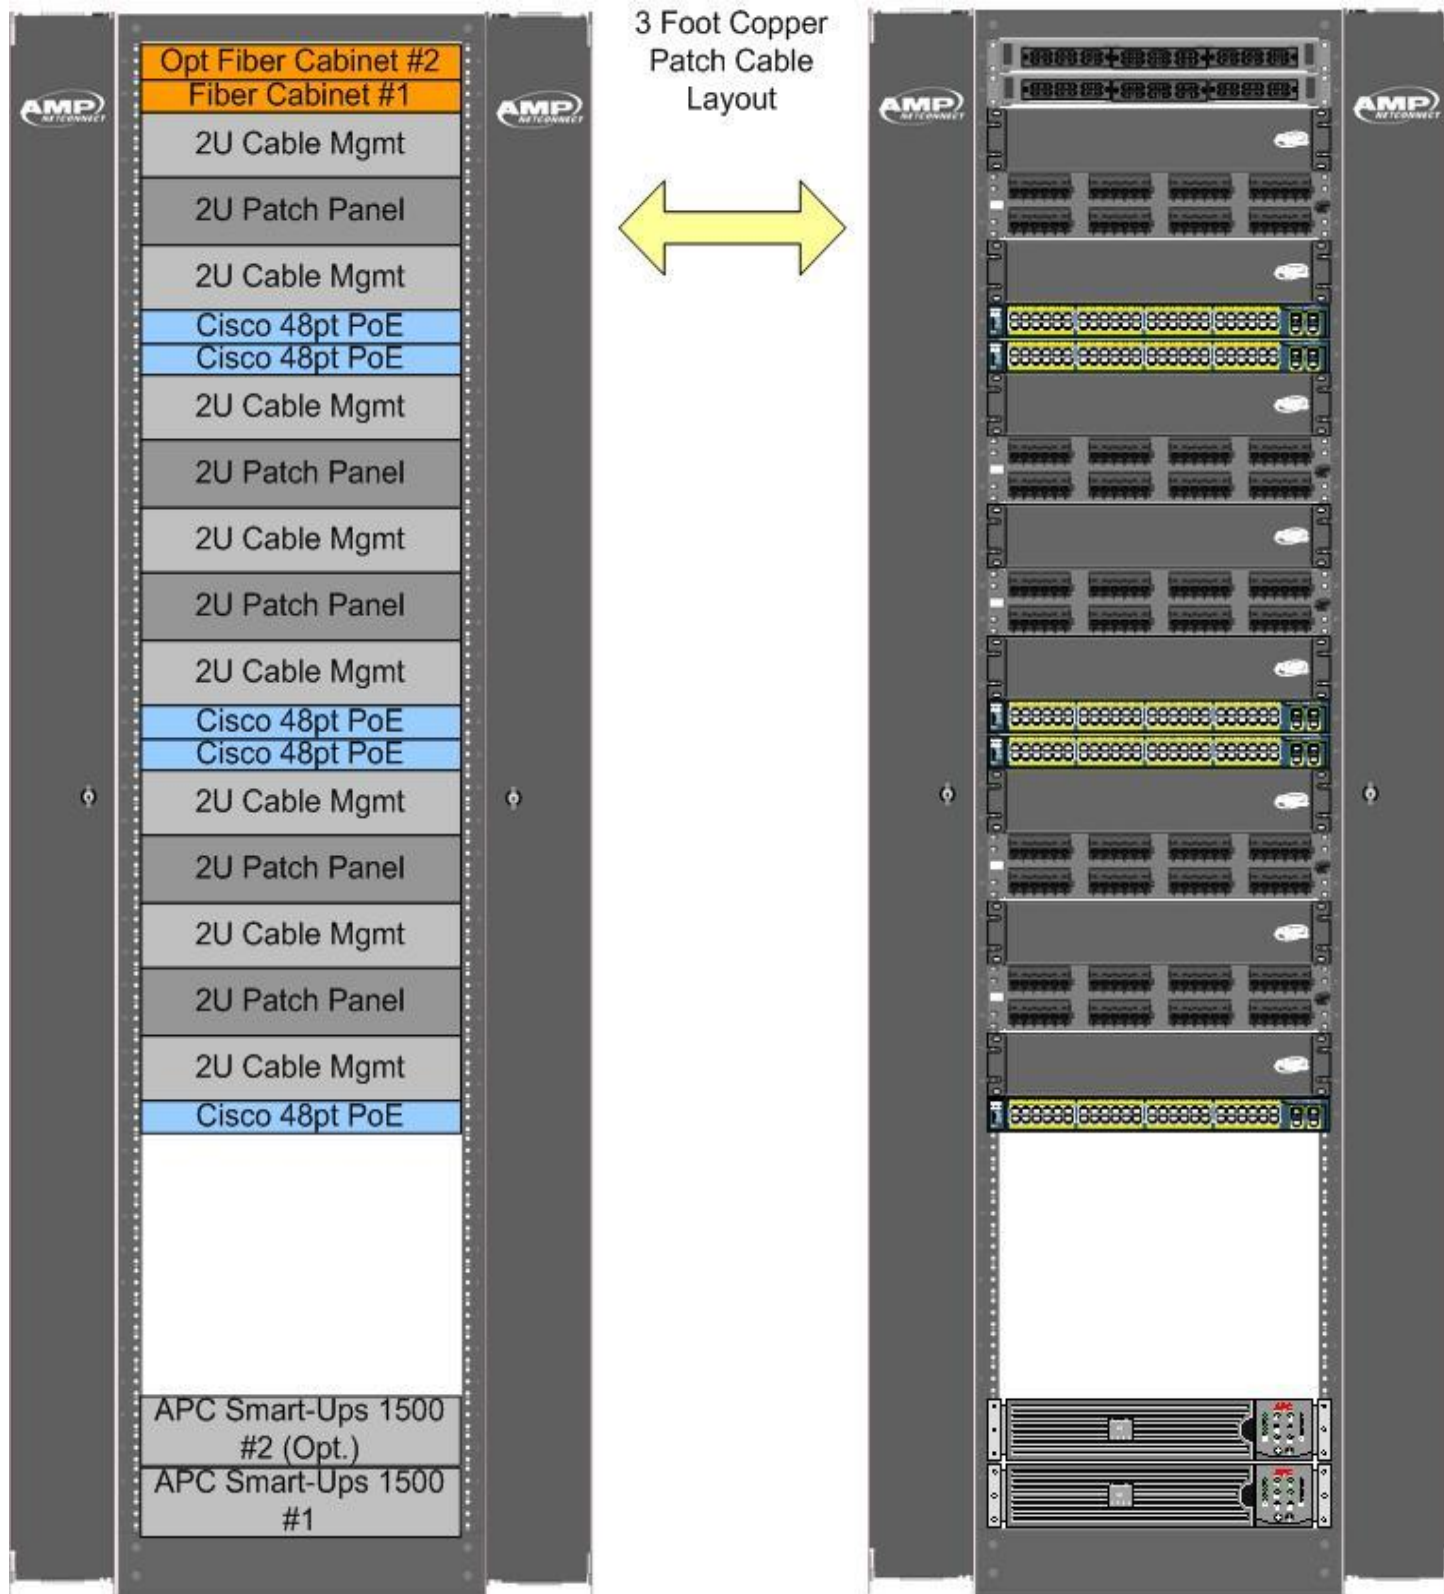 3 Foot Copper
Patch Cable
Layout
AMP
NETCONNECT
AMP
NETCONNECT
Opt Fiber Cabinet #2
Fiber Cabinet #1
2U Cable Mgmt
2U Patch Panel
2U Cable Mgmt
Cisco 48pt PoE
Cisco 48pt PoE
2U Cable Mgmt
2U Patch Panel
2U Cable Mgmt
2U Patch Panel
2U Cable Mgmt
Cisco 48pt PoE
Cisco 48pt PoE
2U Cable Mgmt
2U Patch Panel
2U Cable Mgmt
2U Patch Panel
2U Cable Mgmt
Cisco 48pt PoE
APC Smart-Ups 1500
#2 (Opt.)
APC Smart-Ups 1500
#1
AMP
NETCONNECT
AMP
NETCONNECT
APC
APC